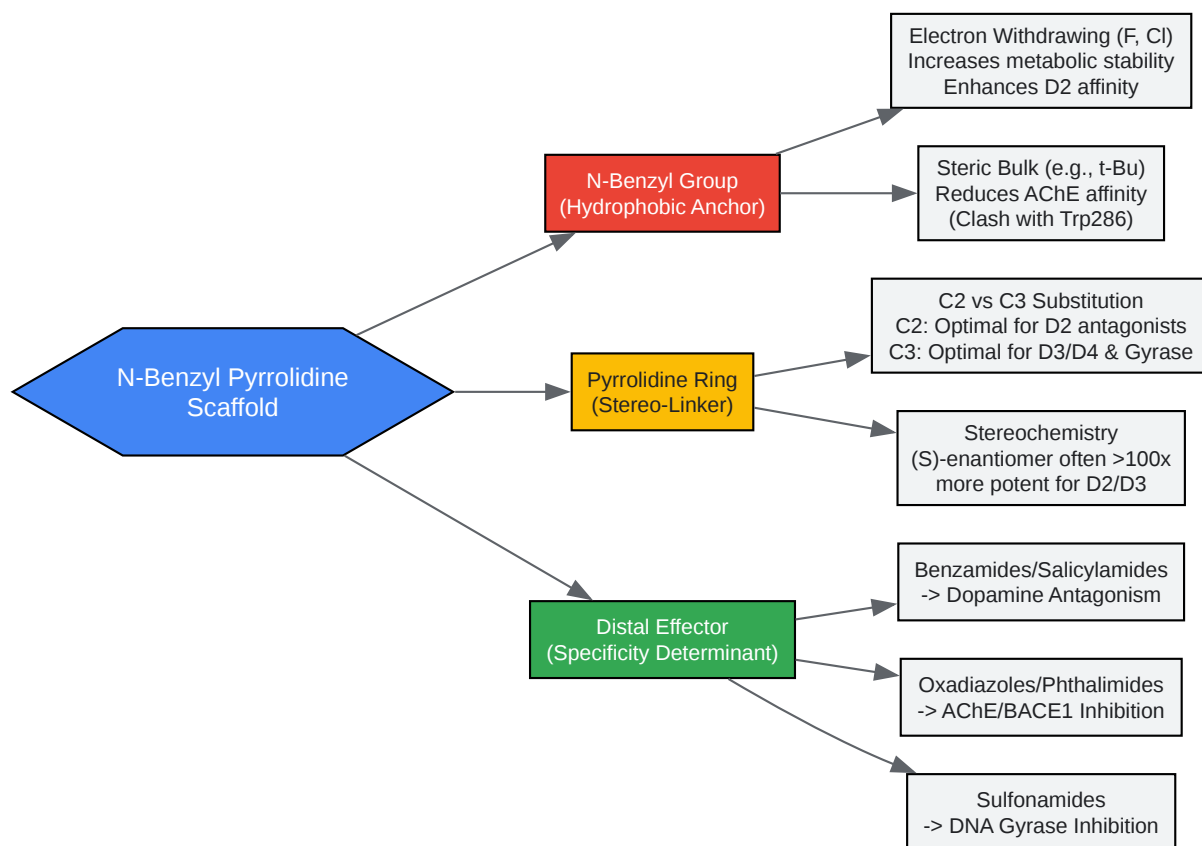 Electron Withdrawing (F, Cl)
Increases metabolic stability
Enhances D2 affinity
N-Benzyl Group
(Hydrophobic Anchor)
Steric Bulk (e.g., t-Bu)
Reduces AChE affinity
(Clash with Trp286)
N-Benzyl Pyrrolidine
Scaffold
Pyrrolidine Ring
(Stereo-Linker)
C2 vs C3 Substitution
C2: Optimal for D2 antagonists
C3: Optimal for D3/D4 & Gyrase
Stereochemistry
(S)-enantiomer often >100x
more potent for D2/D3
Distal Effector
(Specificity Determinant)
Benzamides/Salicylamides
-> Dopamine Antagonism
Oxadiazoles/Phthalimides
-> AChE/BACE1 Inhibition
Sulfonamides
-> DNA Gyrase Inhibition